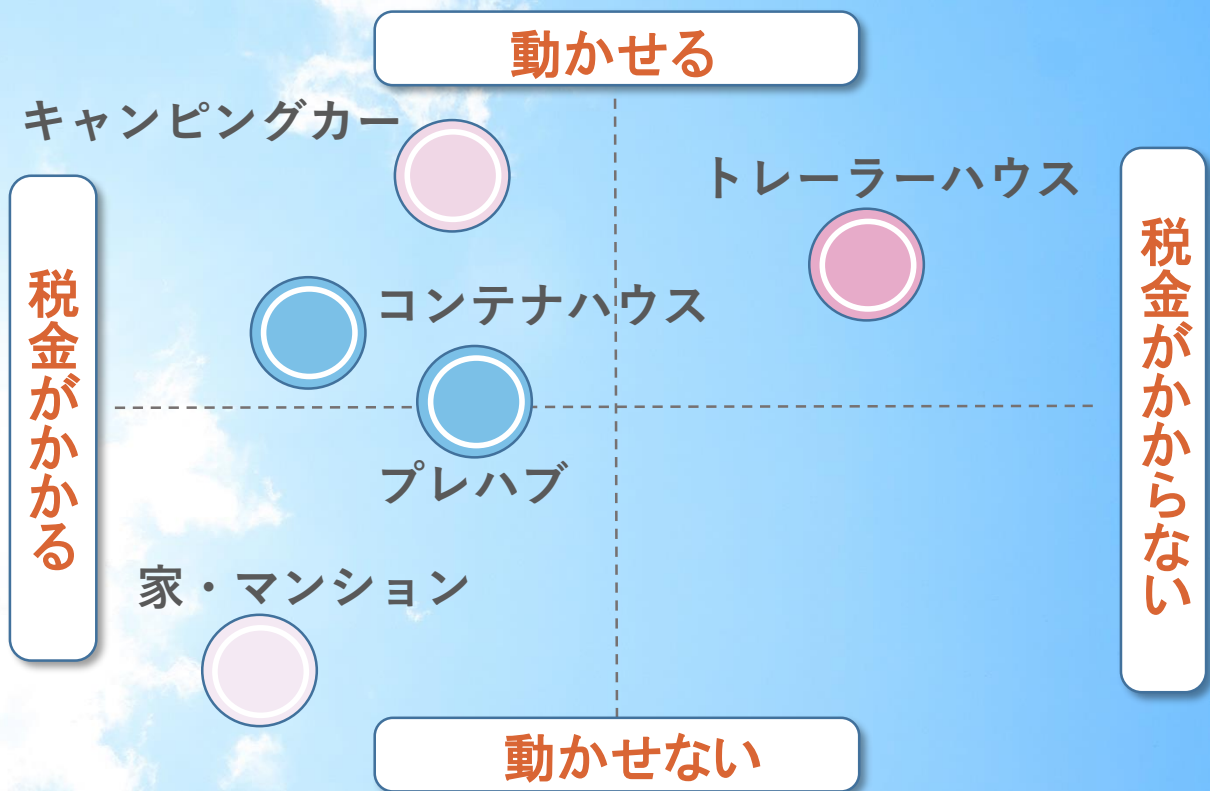 動かせる
キャンピングカー
トレーラーハウス
税金がかかる
税金がかからない
コンテナハウス
プレハブ
家・マンション
動かせない